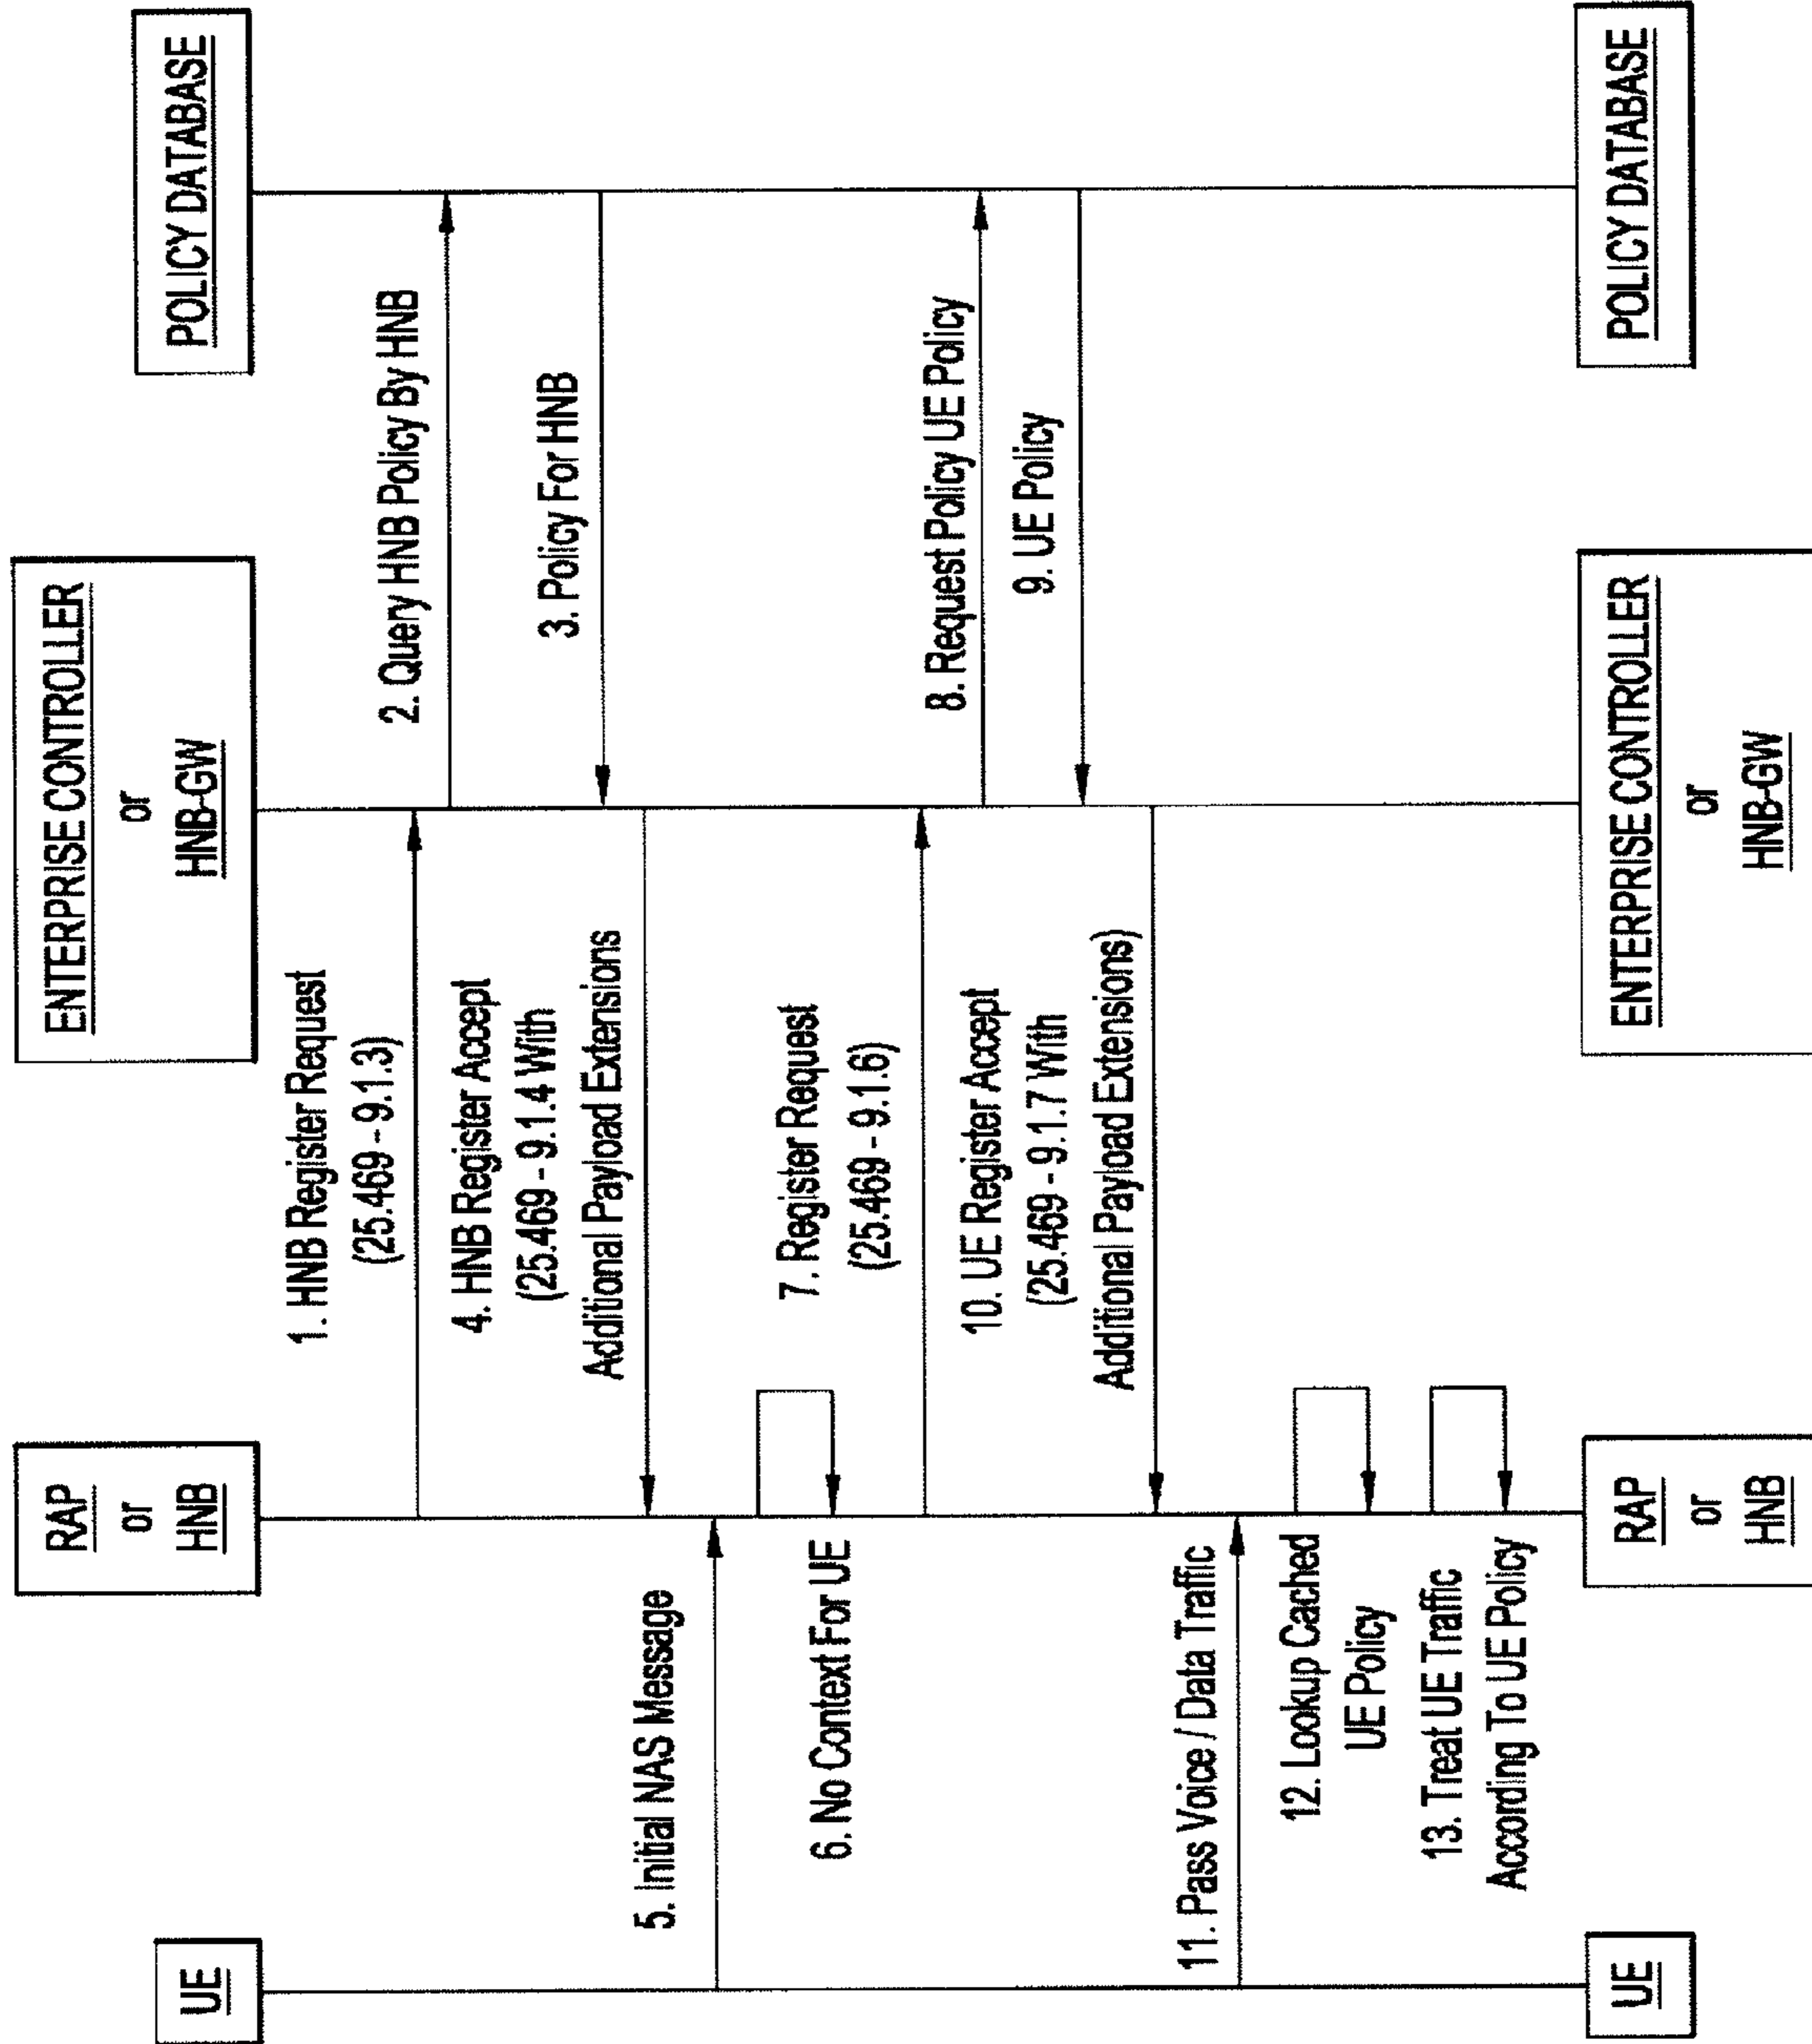 UE
RAP
or
HNB
ENTERPRISE CONTROLLER
or
HNB-GW
POLICY DATABASE
1. HNB Register Request
(25.469 - 9.1.3)
2. Query HNB Policy By HNB
3. Policy For HNB
4. HNB Register Accept
(25.469 - 9.1.4 With
Additional Payload Extensions
5. Initial NAS Message
6. No Context For UE
7. Register Request
(25.469 - 9.1.6)
8. Request Policy UE Policy
9. UE Policy
10. UE Register Accept
(25.469 - 9.1.7 With
Additional Payload Extensions)
11. Pass Voice / Data Traffic
12. Lookup Cached
UE Policy
13. Treat UE Traffic
According To UE Policy
UE
RAP
or
HNB
ENTERPRISE CONTROLLER
or
HNB-GW
POLICY DATABASE